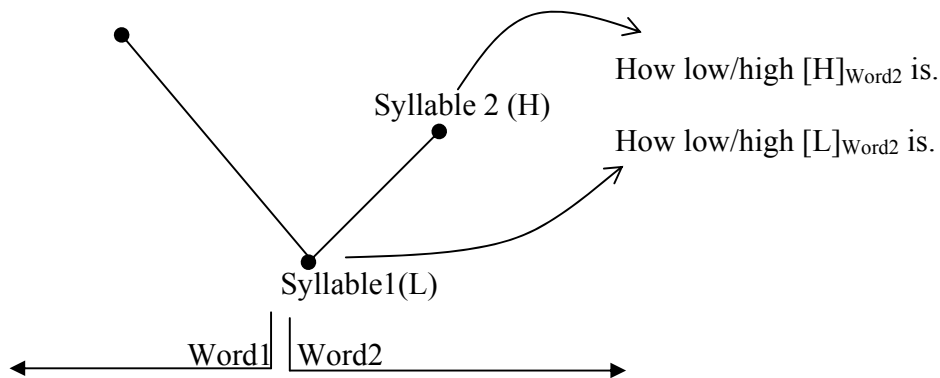 How low/high [H]Word2 is.
Syllable 2 (H)
How low/high [L]Word2 is.
Syllable1(L)
Word1 Word2